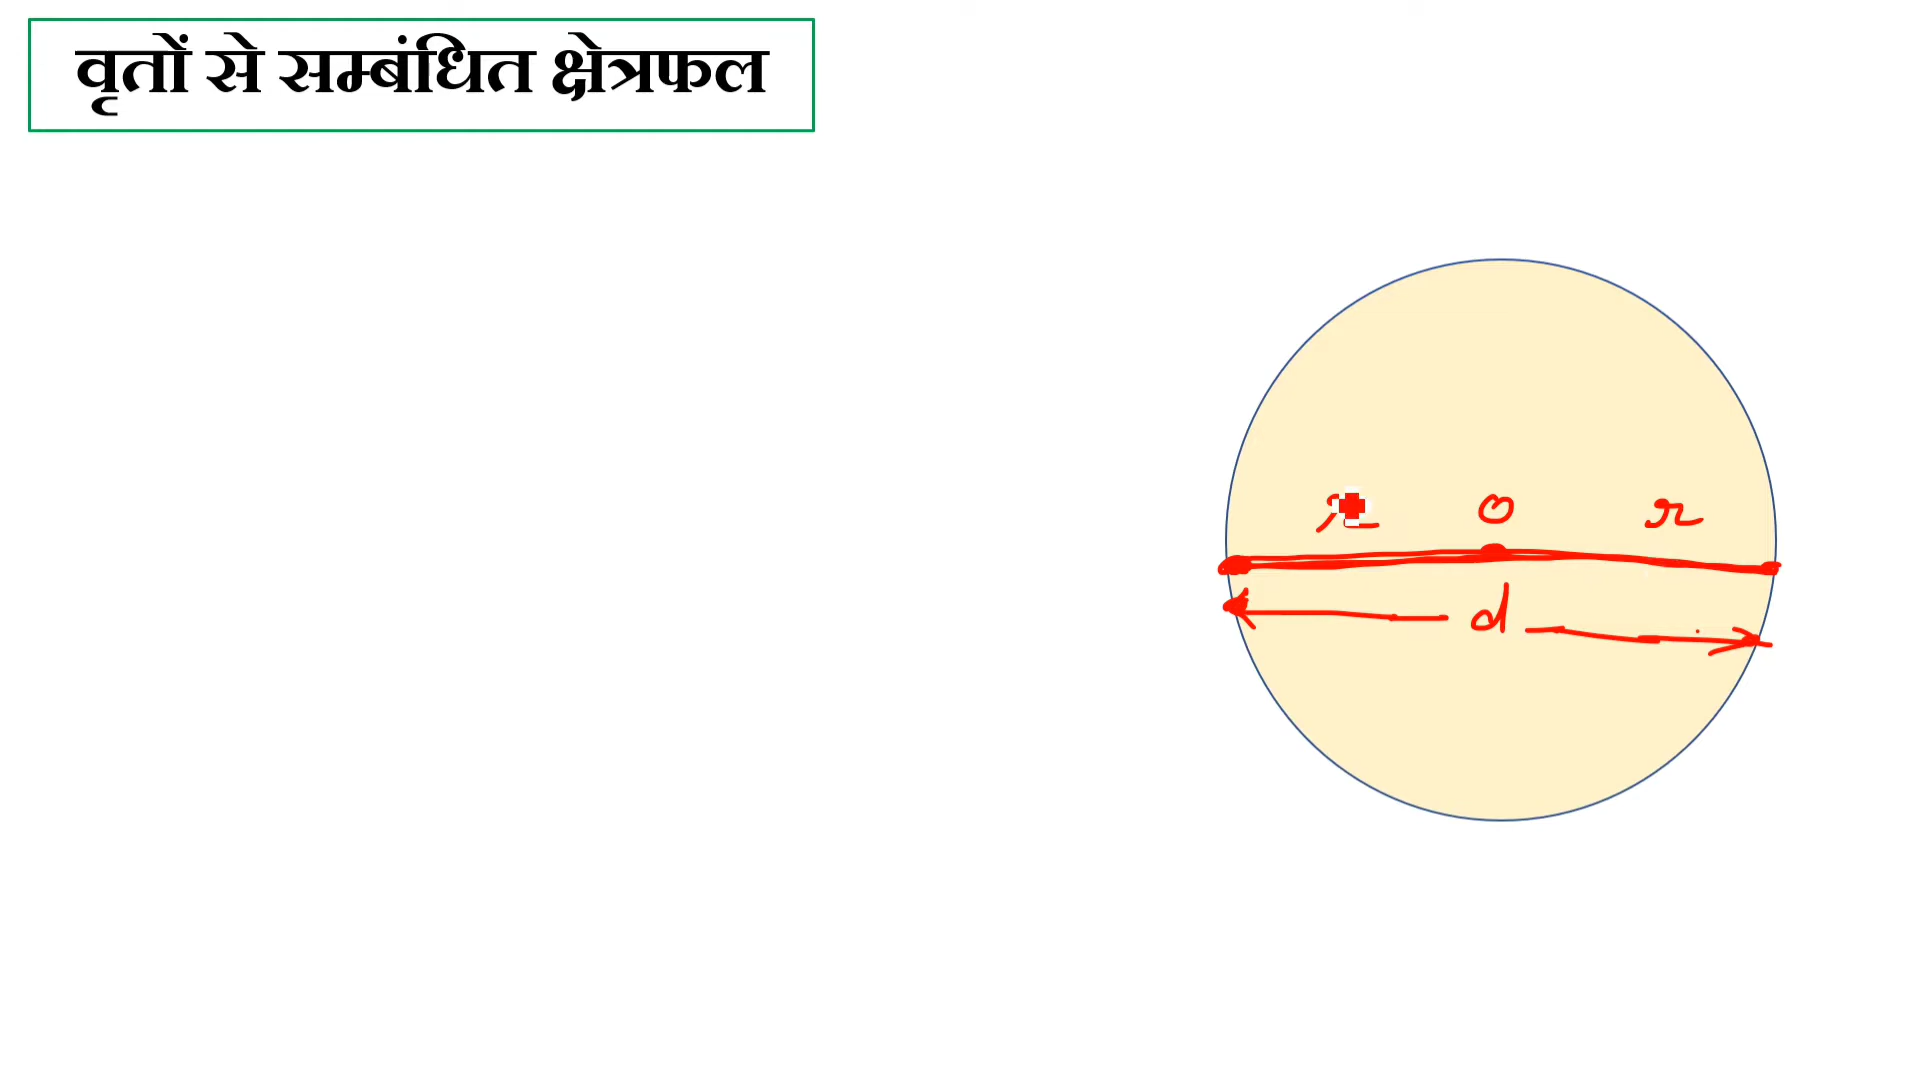 वृतों से सम्बंधित क्षेत्रफल
r o r
d